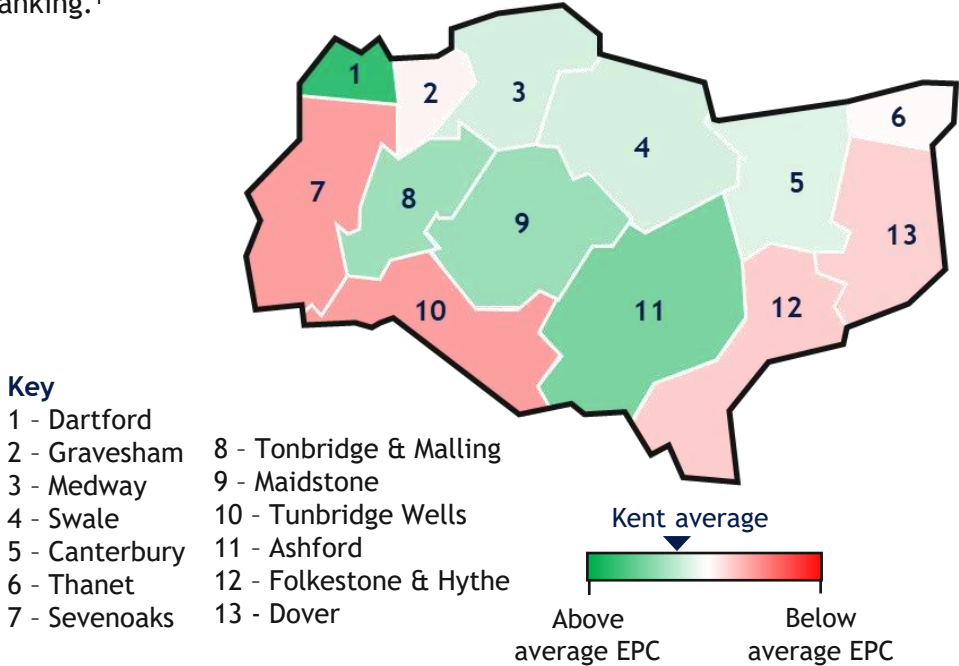 anking.¹
1
2
3
4
5
6
7
8
9
10
11
12
13
Key
1 – Dartford
2 – Gravesham
3 – Medway
4 – Swale
5 – Canterbury
6 – Thanet
7 – Sevenoaks
8 – Tonbridge & Malling
9 – Maidstone
10 – Tunbridge Wells
11 – Ashford
12 – Folkestone & Hythe
13 - Dover
Kent average
Above
average EPC
Below
average EPC